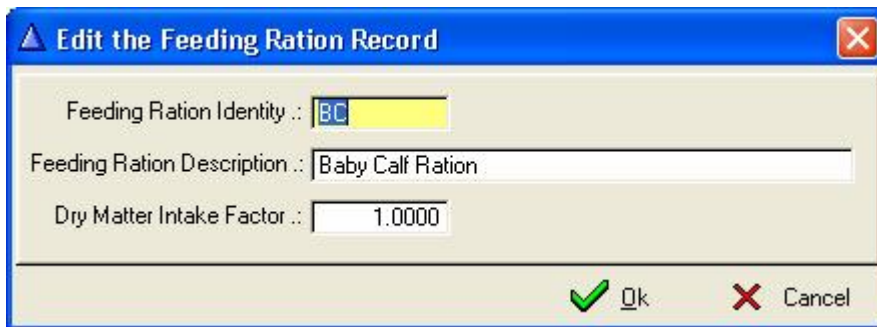 Edit the Feeding Ration Record
Feeding Ration Identity .: BC
Feeding Ration Description .: Baby Calf Ration
Dry Matter Intake Factor .: 1.0000
Ok Cancel